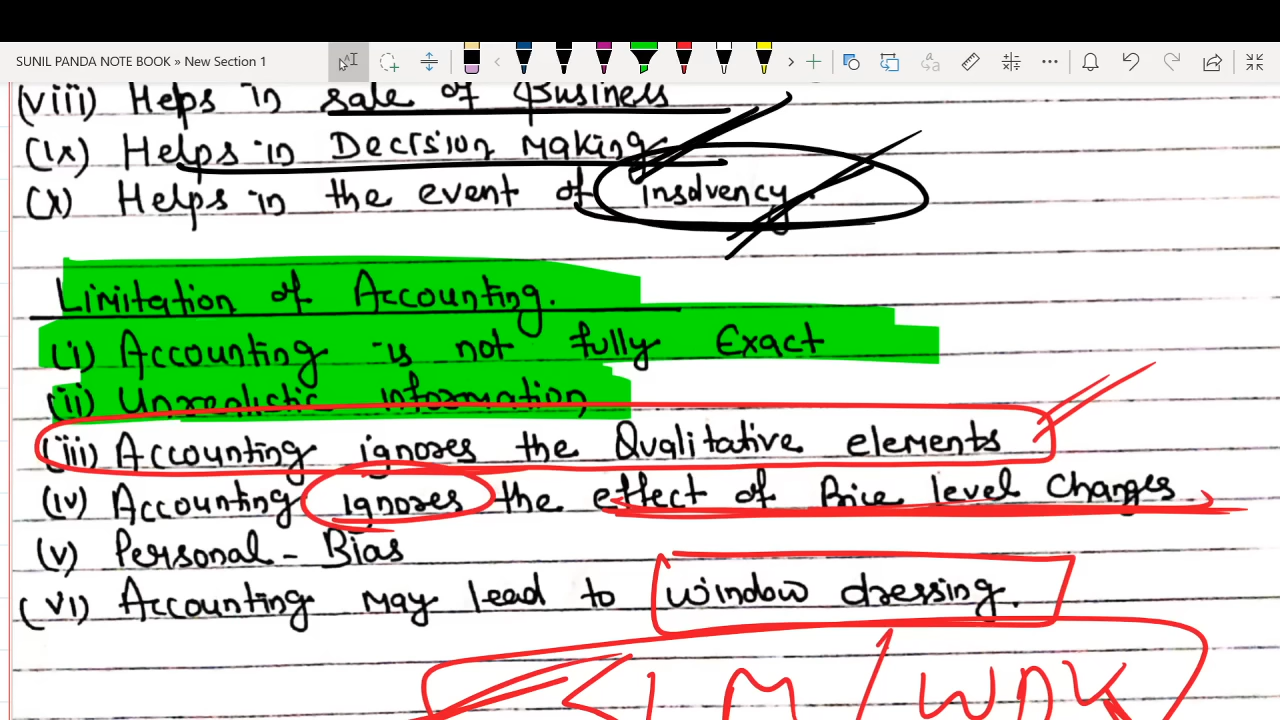 SUNIL PANDA NOTE BOOK » New Section 1
(viii) Helps in sale of Business
(ix) Helps in Decision Making
(x) Helps in the event of insolvency.
Limitation of Accounting.
(i) Accounting is not fully Exact
(ii) Unrealistic information
(iii) Accounting ignores the Qualitative elements
(iv) Accounting ignores the effect of Price level Changes
(v) Personal - Bias
(vi) Accounting may lead to window dressing.
SLM/WDV